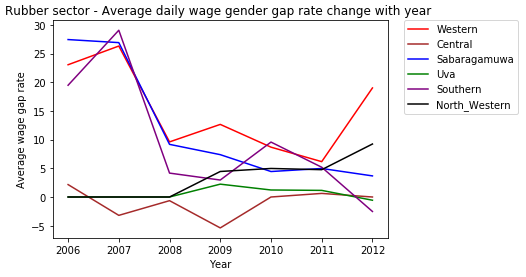 Rubber sector - Average daily wage gender gap rate change with year
Average wage gap rate
30
25
20
15
10
5
0
−5
2006 2007 2008 2009 2010 2011 2012
Year
Western
Central
Sabaragamuwa
Uva
Southern
North_Western